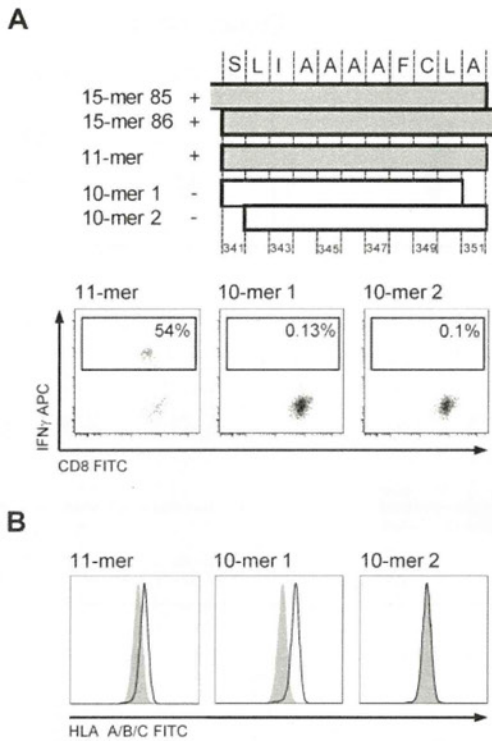 A
S L I A A A A F C L A
15-mer 85 +
15-mer 86 +
11-mer +
10-mer 1 -
10-mer 2 -
341 343 345 347 349 351
11-mer 10-mer 1 10-mer 2
54% 0.13% 0.1%
IFNγ APC
CD8 FITC
B
11-mer 10-mer 1 10-mer 2
HLA A/B/C FITC